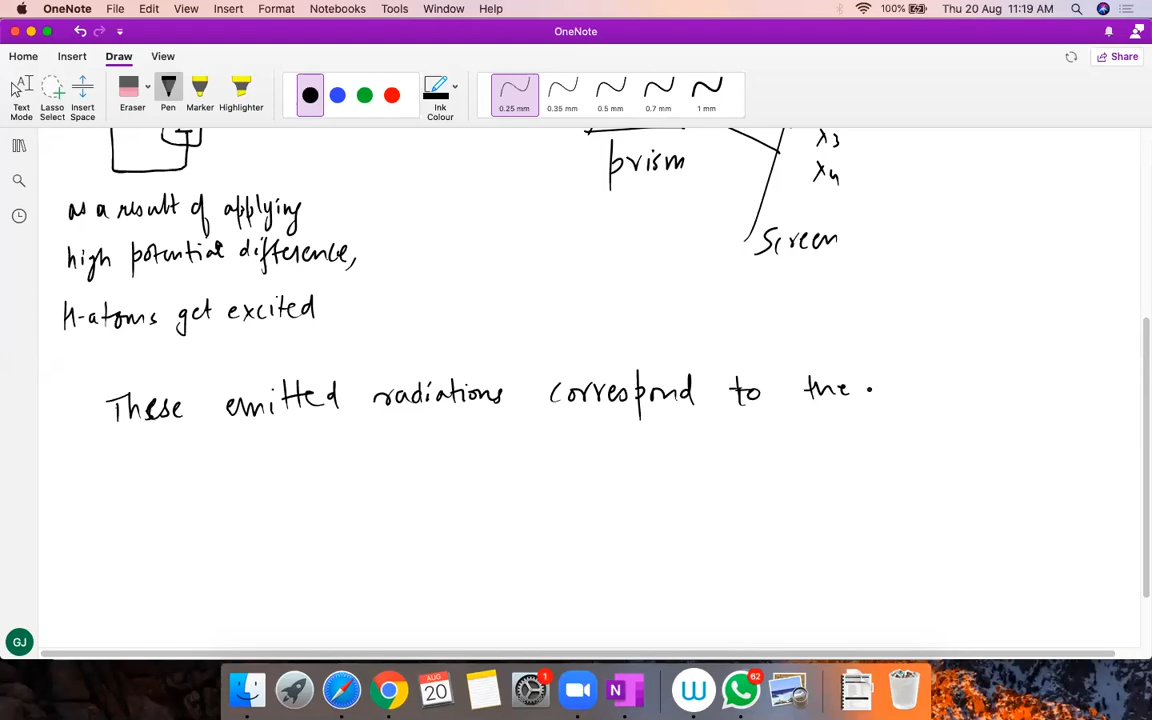 OneNote File Edit View Insert Format Notebooks Tools Window Help 100% Thu 20 Aug 11:19 AM
OneNote
Home Insert Draw View Share
Text Mode Lasso Select Insert Space Eraser Pen Marker Highlighter Ink Colour 0.25 mm 0.35 mm 0.5 mm 0.7 mm 1 mm
λ3
prism
λ4
as a result of applying
Screen
high potential difference,
H-atoms get excited
These emitted radiations correspond to the
GJ
AUG 20 1 N W 62